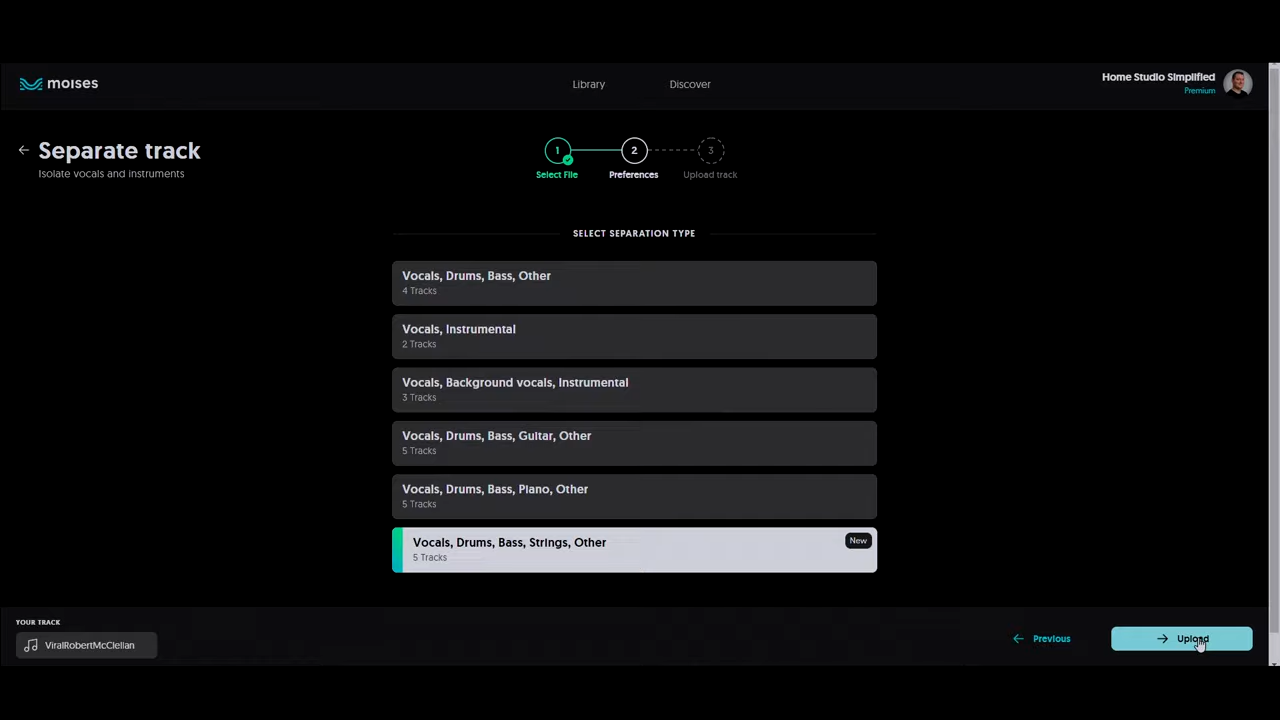 moises
Library
Discover
Home Studio Simplified
Premium
Separate track
Isolate vocals and instruments
1
2
3
Select File
Preferences
Upload track
SELECT SEPARATION TYPE
Vocals, Drums, Bass, Other
4 Tracks
Vocals, Instrumental
2 Tracks
Vocals, Background vocals, Instrumental
3 Tracks
Vocals, Drums, Bass, Guitar, Other
5 Tracks
Vocals, Drums, Bass, Piano, Other
5 Tracks
Vocals, Drums, Bass, Strings, Other
New
5 Tracks
YOUR TRACK
ViralRobertMcClellan
Previous
Upload